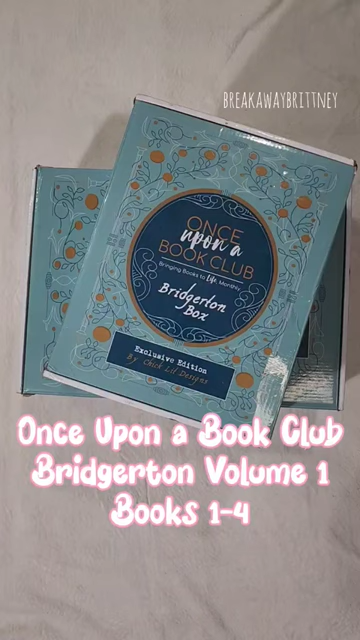 BREAKAWAYBRITTNEY
ONCE
upon a
BOOK CLUB
Bringing Books to Life, Monthly
Bridgerton
Box
Exclusive Edition
By Chick Lit Designs
Once Upon a Book Club
Bridgerton Volume 1
Books 1-4